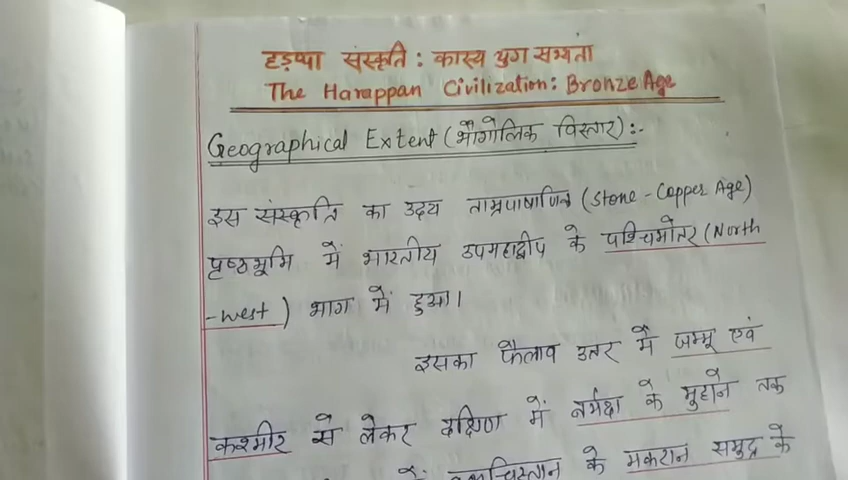 हड़प्पा संस्कृति : कास्य युग सभ्यता
The Harappan Civilization: Bronze Age
Geographical Extent (भौगोलिक विस्तार) :-
इस संस्कृति का उदय ताम्रपाषाणिक (Stone-Copper Age)
पृष्ठभूमि में भारतीय उपमहाद्वीप के पश्चिमोतर (North
-west) भाग में हुआ।
इसका फैलाव उत्तर में जम्मू एवं
कश्मीर से लेकर दक्षिण में नर्मदा के मुहाने तक
में बलूचिस्तान के मकरान समुद्र के